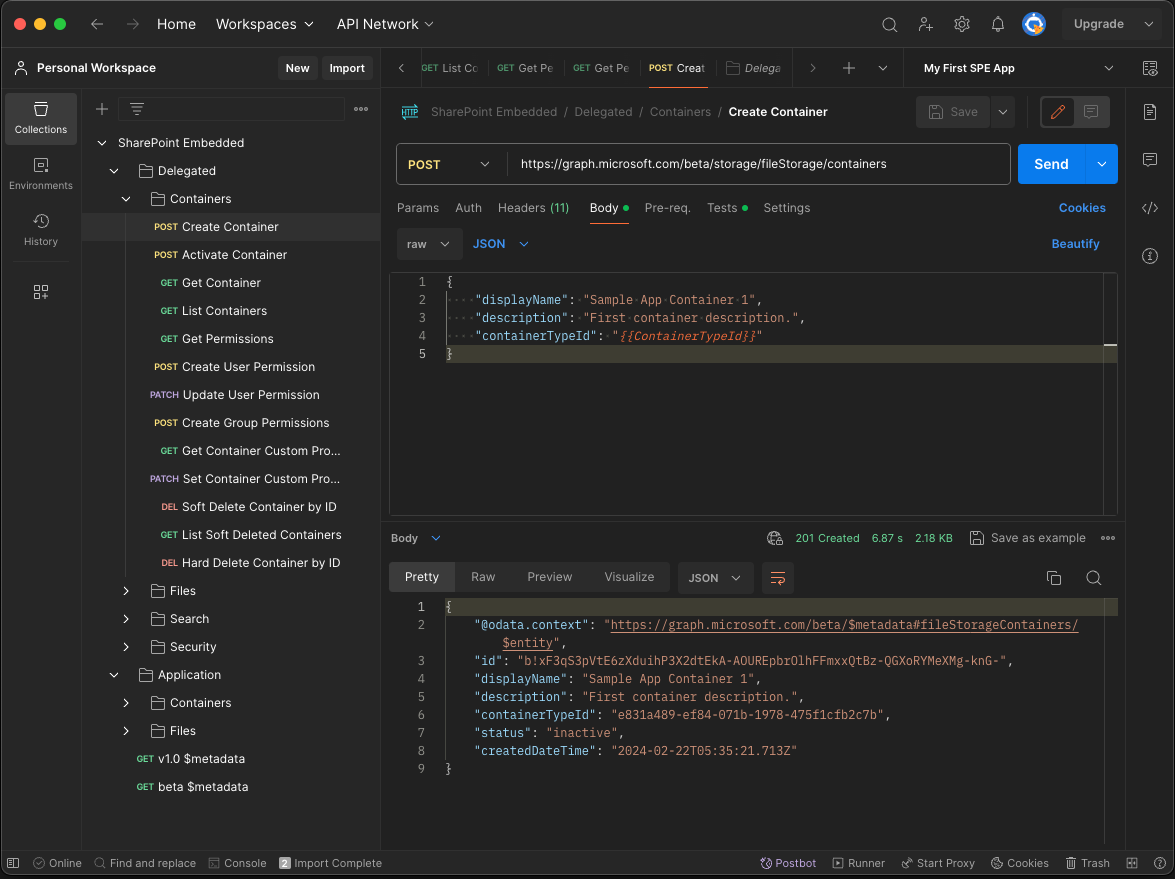 Home Workspaces API Network Upgrade
Personal Workspace New Import
GET List Cc GET Get Pe GET Get Pe POST Creat Delega My First SPE App
Collections
Environments
History
SharePoint Embedded
Delegated
Containers
POST Create Container
POST Activate Container
GET Get Container
GET List Containers
GET Get Permissions
POST Create User Permission
PATCH Update User Permission
POST Create Group Permissions
GET Get Container Custom Pro...
PATCH Set Container Custom Pro...
DEL Soft Delete Container by ID
GET List Soft Deleted Containers
DEL Hard Delete Container by ID
Files
Search
Security
Application
Containers
Files
GET v1.0 $metadata
GET beta $metadata
HTTP SharePoint Embedded / Delegated / Containers / Create Container Save
POST https://graph.microsoft.com/beta/storage/fileStorage/containers Send
Params Auth Headers (11) Body Pre-req. Tests Settings Cookies
raw JSON Beautify
1 {
2 ····"displayName":·"Sample·App·Container·1",
3 ····"description":·"First·container·description.",
4 ····"containerTypeId":·"{{ContainerTypeId}}"
5 }
Body 201 Created 6.87 s 2.18 KB Save as example
Pretty Raw Preview Visualize JSON
1 {
2 "@odata.context": "https://graph.microsoft.com/beta/$metadata#fileStorageContainers/
$entity",
3 "id": "b!xF3qS3pVtE6zXduihP3X2dtEkA-AOUREpbrOlhFFmxxQtBz-QGXoRYMeXMg-knG-",
4 "displayName": "Sample App Container 1",
5 "description": "First container description.",
6 "containerTypeId": "e831a489-ef84-071b-1978-475f1cfb2c7b",
7 "status": "inactive",
8 "createdDateTime": "2024-02-22T05:35:21.713Z"
9 }
Online Find and replace Console 2 Import Complete Postbot Runner Start Proxy Cookies Trash